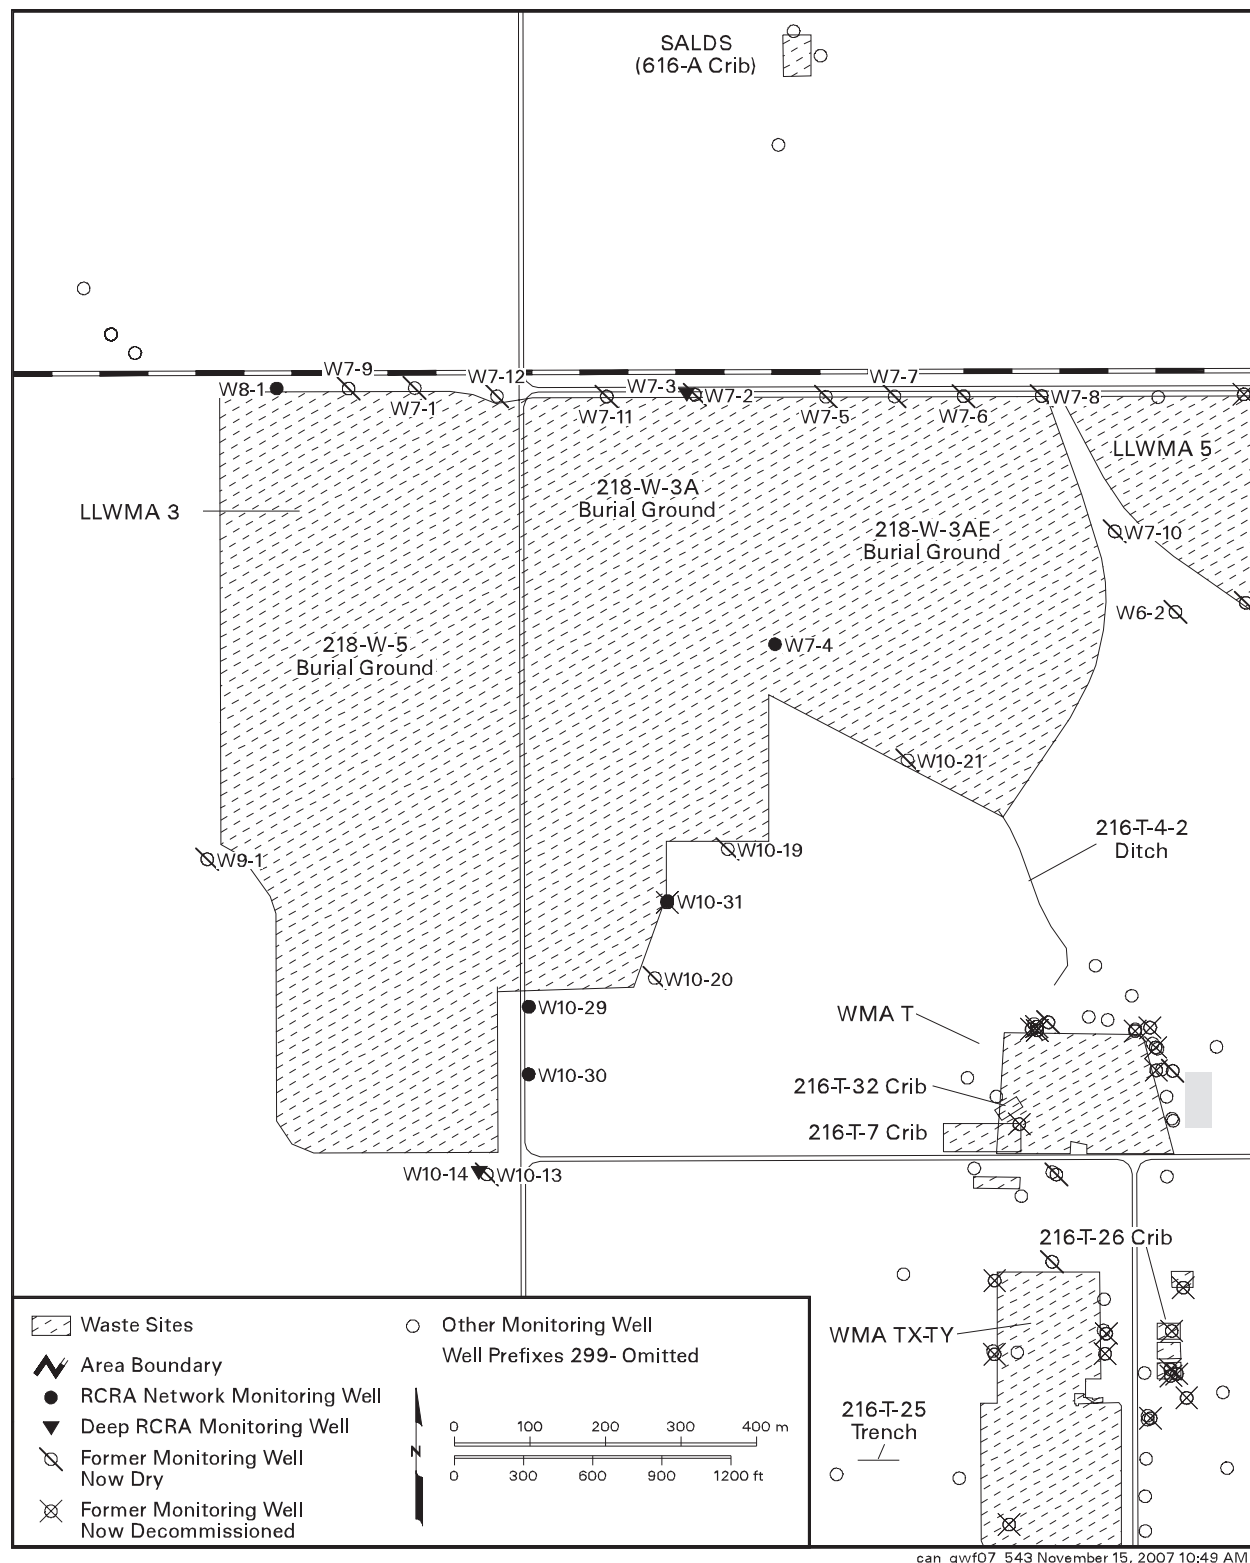 SALDS
(616-A Crib)
W7-9
W7-12
W7-3
W7-7
W8-1
W7-1
W7-11
W7-2
W7-5
W7-6
W7-8
LLWMA 5
218-W-3A
Burial Ground
LLWMA 3
218-W-3AE
Burial Ground
W7-10
W6-2
218-W-5
Burial Ground
W7-4
W10-21
216-T-4-2
Ditch
W9-1
W10-19
W10-31
W10-20
W10-29
WMA T
W10-30
216-T-32 Crib
216-T-7 Crib
W10-14
W10-13
216-T-26 Crib
WMA TX-TY
216-T-25
Trench
Waste Sites
Area Boundary
RCRA Network Monitoring Well
Deep RCRA Monitoring Well
Former Monitoring Well
Now Dry
Former Monitoring Well
Now Decommissioned
Other Monitoring Well
Well Prefixes 299- Omitted
N
0 100 200 300 400 m
0 300 600 900 1200 ft
can_gwf07_543 November 15, 2007 10:49 AM